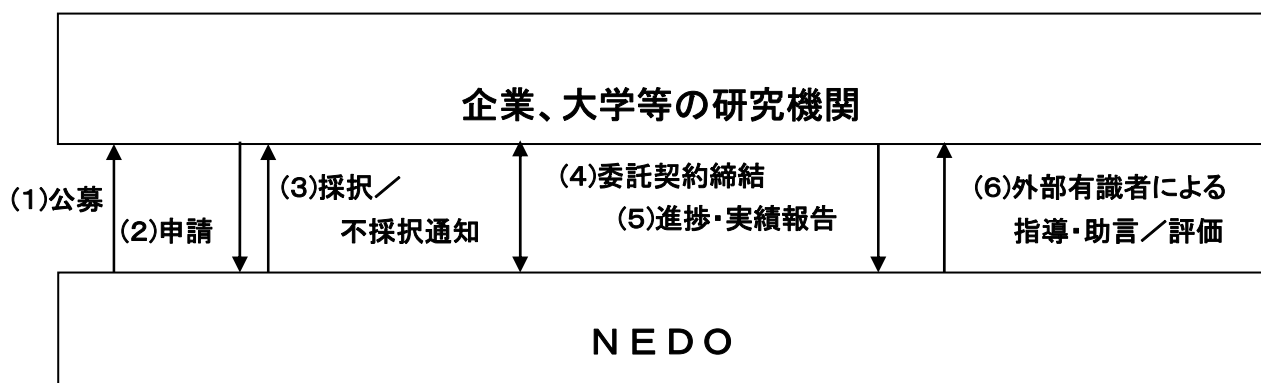 企業、大学等の研究機関
(1)公募
(2)申請
(3)採択／
不採択通知
(4)委託契約締結
(5)進捗・実績報告
(6)外部有識者による
指導・助言／評価
ＮＥＤＯ